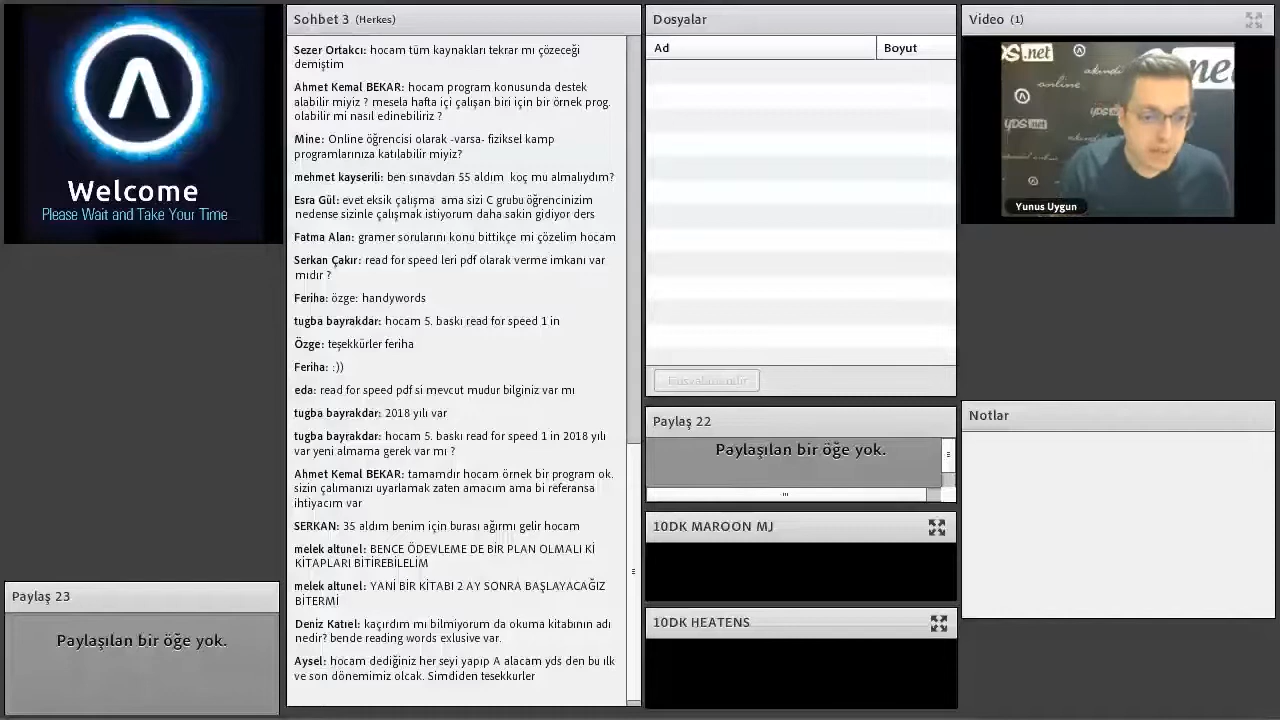 Welcome
Please Wait and Take Your Time
Sohbet 3 (Herkes)
Sezer Ortakcı: hocam tüm kaynakları tekrar mı çözeceği
demiştim
Ahmet Kemal BEKAR: hocam program konusunda destek
alabilir miyiz ? mesela hafta içi çalışan biri için bir örnek prog.
olabilir mi nasıl edinebiliriz ?
Mine: Online öğrencisi olarak -varsa- fiziksel kamp
programlarınıza katılabilir miyiz?
mehmet kayserili: ben sınavdan 55 aldım koç mu almalıydım?
Esra Gül: evet eksik çalışma ama sizi C grubu öğrencinizim
nedense sizele çalışmak istiyorum daha sakin gidiyor ders
Fatma Alan: gramer sorularını konu bittikçe mi çözelim hocam
Serkan Çakır: read for speed leri pdf olarak verme imkanı var
mıdır ?
Feriha: özge: handywords
tugba bayrakdar: hocam 5. baskı read for speed 1 in
Özge: teşekkürler feriha
Feriha: :))
eda: read for speed pdf si mevcut mudur bilginiz var mı
tugba bayrakdar: 2018 yılı var
tugba bayrakdar: hocam 5. baskı read for speed 1 in 2018 yılı
var yeni almama gerek var mı ?
Ahmet Kemal BEKAR: tamamdır hocam örnek bir program ok.
sizin çalımanızı uyarlamak zaten amacım ama bi referansa
ihtiyacım var
SERKAN: 35 aldım benim için burası ağırmı gelir hocam
melek altunel: BENCE ÖDEVLEME DE BİR PLAN OLMALI Kİ
KİTAPLARI BİTİREBİLELİM
melek altunel: YANİ BİR KİTABI 2 AY SONRA BAŞLAYACAĞIZ
BİTERMİ
Deniz Katıel: kaçırdım mı bilmiyorum da okuma kitabının adı
nedir? bende reading words exlusive var.
Aysel: hocam dediğiniz her seyi yapıp A alacam yds den bu ılk
ve son dönemimiz olcak. Simdiden tesekkurler
Dosyalar
Ad
Boyut
Paylaş 22
Paylaşılan bir öğe yok.
10DK MAROON MJ
10DK HEATENS
Video (1)
DS.net
akınde
online
YDS.net
Yunus Uygun
Notlar
Paylaş 23
Paylaşılan bir öğe yok.